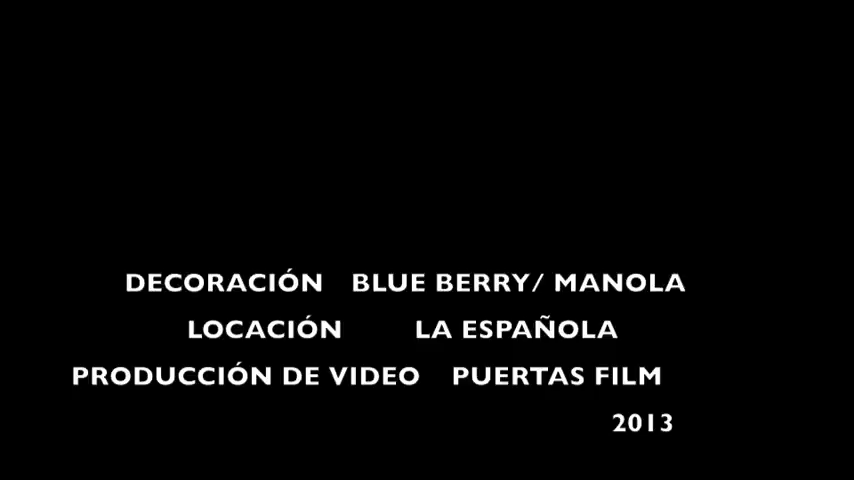 DECORACIÓN BLUE BERRY/ MANOLA
LOCACIÓN LA ESPAÑOLA
PRODUCCIÓN DE VIDEO PUERTAS FILM
2013